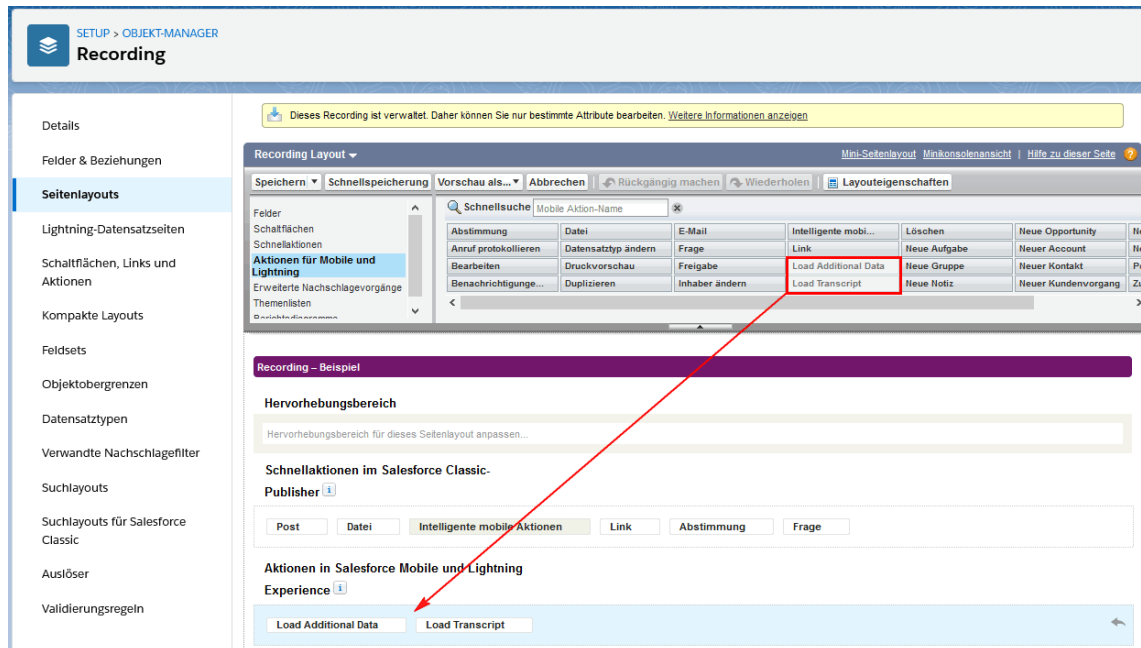 SETUP > OBJEKT-MANAGER
Recording
Details
Felder & Beziehungen
Seitenlayouts
Lightning-Datensatzseiten
Schaltflächen, Links und
Aktionen
Kompakte Layouts
Feldsets
Objektobergrenzen
Datensatztypen
Verwandte Nachschlagefilter
Suchlayouts
Suchlayouts für Salesforce
Classic
Auslöser
Validierungsregeln
Dieses Recording ist verwaltet. Daher können Sie nur bestimmte Attribute bearbeiten. Weitere Informationen anzeigen
Recording Layout Mini-Seitenlayout Minikonsolenansicht | Hilfe zu dieser Seite ?
Speichern Schnellspeicherung Vorschau als... Abbrechen Rückgängig machen Wiederholen Layouteigenschaften
Felder
Schaltflächen
Schnellaktionen
Aktionen für Mobile und
Lightning
Erweiterte Nachschlagevorgänge
Themenlisten
Berichtsdiagramme
Schnellsuche Mobile Aktion-Name
Abstimmung Datei E-Mail Intelligente mobi... Löschen Neue Opportunity
Anruf protokollieren Datensatztyp ändern Frage Link Neue Aufgabe Neuer Account
Bearbeiten Druckvorschau Freigabe Load Additional Data Neue Gruppe Neuer Kontakt
Benachrichtigunge... Duplizieren Inhaber ändern Load Transcript Neue Notiz Neuer Kundenvorgang
Recording – Beispiel
Hervorhebungsbereich
Hervorhebungsbereich für dieses Seitenlayout anpassen...
Schnellaktionen im Salesforce Classic-
Publisher i
Post Datei Intelligente mobile Aktionen Link Abstimmung Frage
Aktionen in Salesforce Mobile und Lightning
Experience i
Load Additional Data Load Transcript